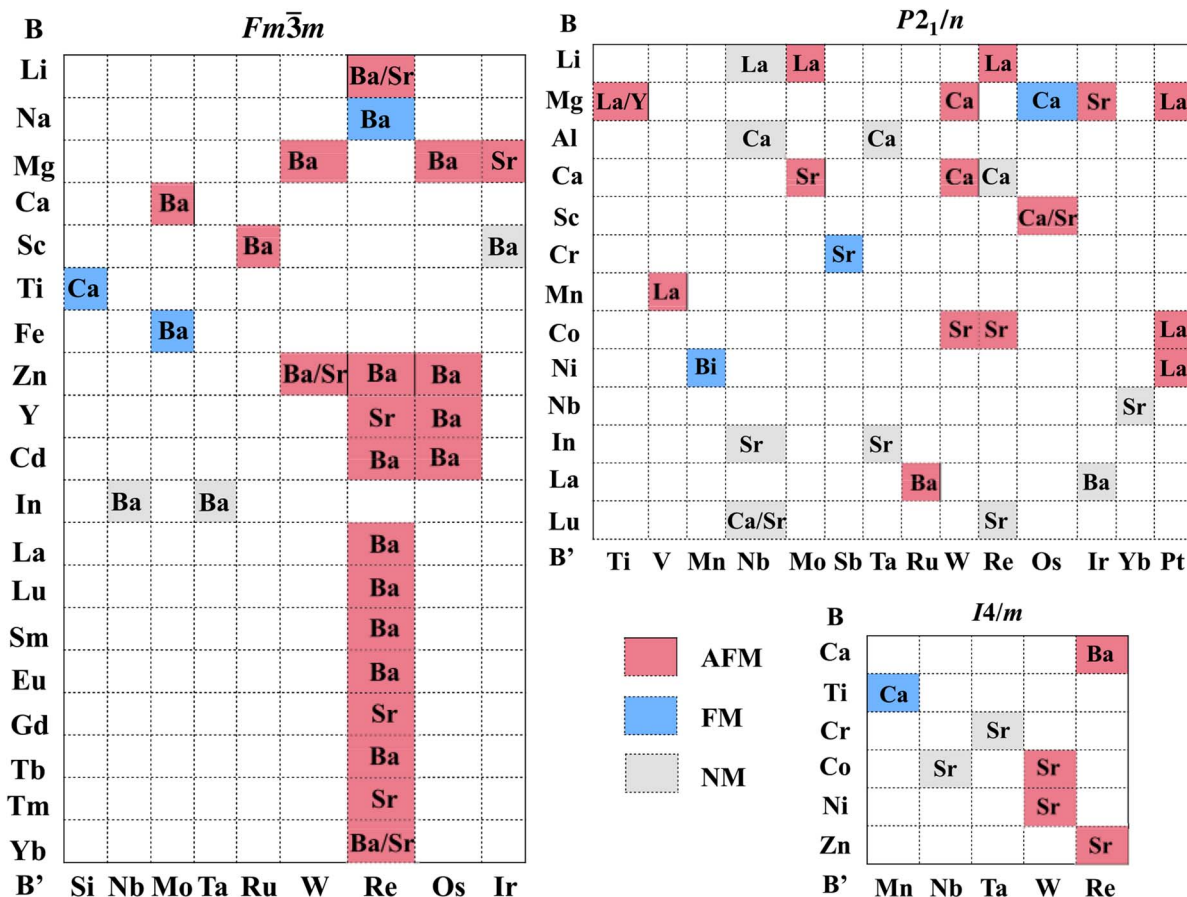 B
Fm3̅m
Li
Ba/Sr
Na
Ba
Mg
Ba
Ba
Sr
Ca
Ba
Sc
Ba
Ba
Ti
Ca
Fe
Ba
Zn
Ba/Sr
Ba
Ba
Y
Sr
Ba
Cd
Ba
Ba
In
Ba
Ba
La
Ba
Lu
Ba
Sm
Ba
Eu
Ba
Gd
Sr
Tb
Ba
Tm
Sr
Yb
Ba/Sr
B’
Si
Nb
Mo
Ta
Ru
W
Re
Os
Ir
B
P2₁/n
Li
La
La
La
Mg
La/Y
Ca
Ca
Sr
La
Al
Ca
Ca
Ca
Sr
Ca
Ca
Sc
Ca/Sr
Cr
Sr
Mn
La
Co
Sr
Sr
La
Ni
Bi
La
Nb
Sr
In
Sr
Sr
La
Ba
Ba
Lu
Ca/Sr
Sr
B’
Ti
V
Mn
Nb
Mo
Sb
Ta
Ru
W
Re
Os
Ir
Yb
Pt
AFM
FM
NM
B
I4/m
Ca
Ba
Ti
Ca
Cr
Sr
Co
Sr
Sr
Ni
Sr
Zn
Sr
B’
Mn
Nb
Ta
W
Re